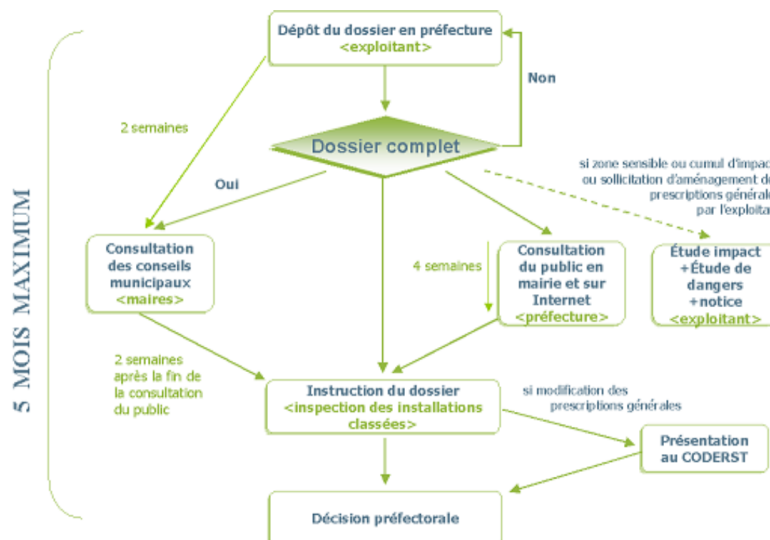 Dépôt du dossier en préfecture
<exploitant>
Non
2 semaines
Dossier complet
si zone sensible ou cumul d'impac
ou sollicitation d'aménagement de
prescriptions générale
par l'exploita
Oui
5 MOIS MAXIMUM
Consultation
des conseils
municipaux
<maires>
4 semaines
Consultation
du public en
mairie et sur
Internet
<préfecture>
Étude impact
+Étude de
dangers
+notice
<exploitant>
2 semaines
après la fin de
la consultation
du public
Instruction du dossier
<inspection des installations
classées>
si modification des
prescriptions générales
Présentation
au CODERST
Décision préfectorale